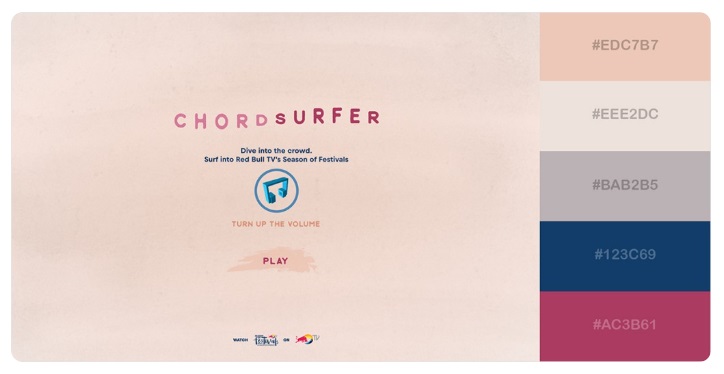 CHORDSURFER
Dive into the crowd.
Surf into Red Bull TV's Season of Festivals
TURN UP THE VOLUME
PLAY
WATCH
ON
TV
#EDC7B7
#EEE2DC
#BAB2B5
#123C69
#AC3B61